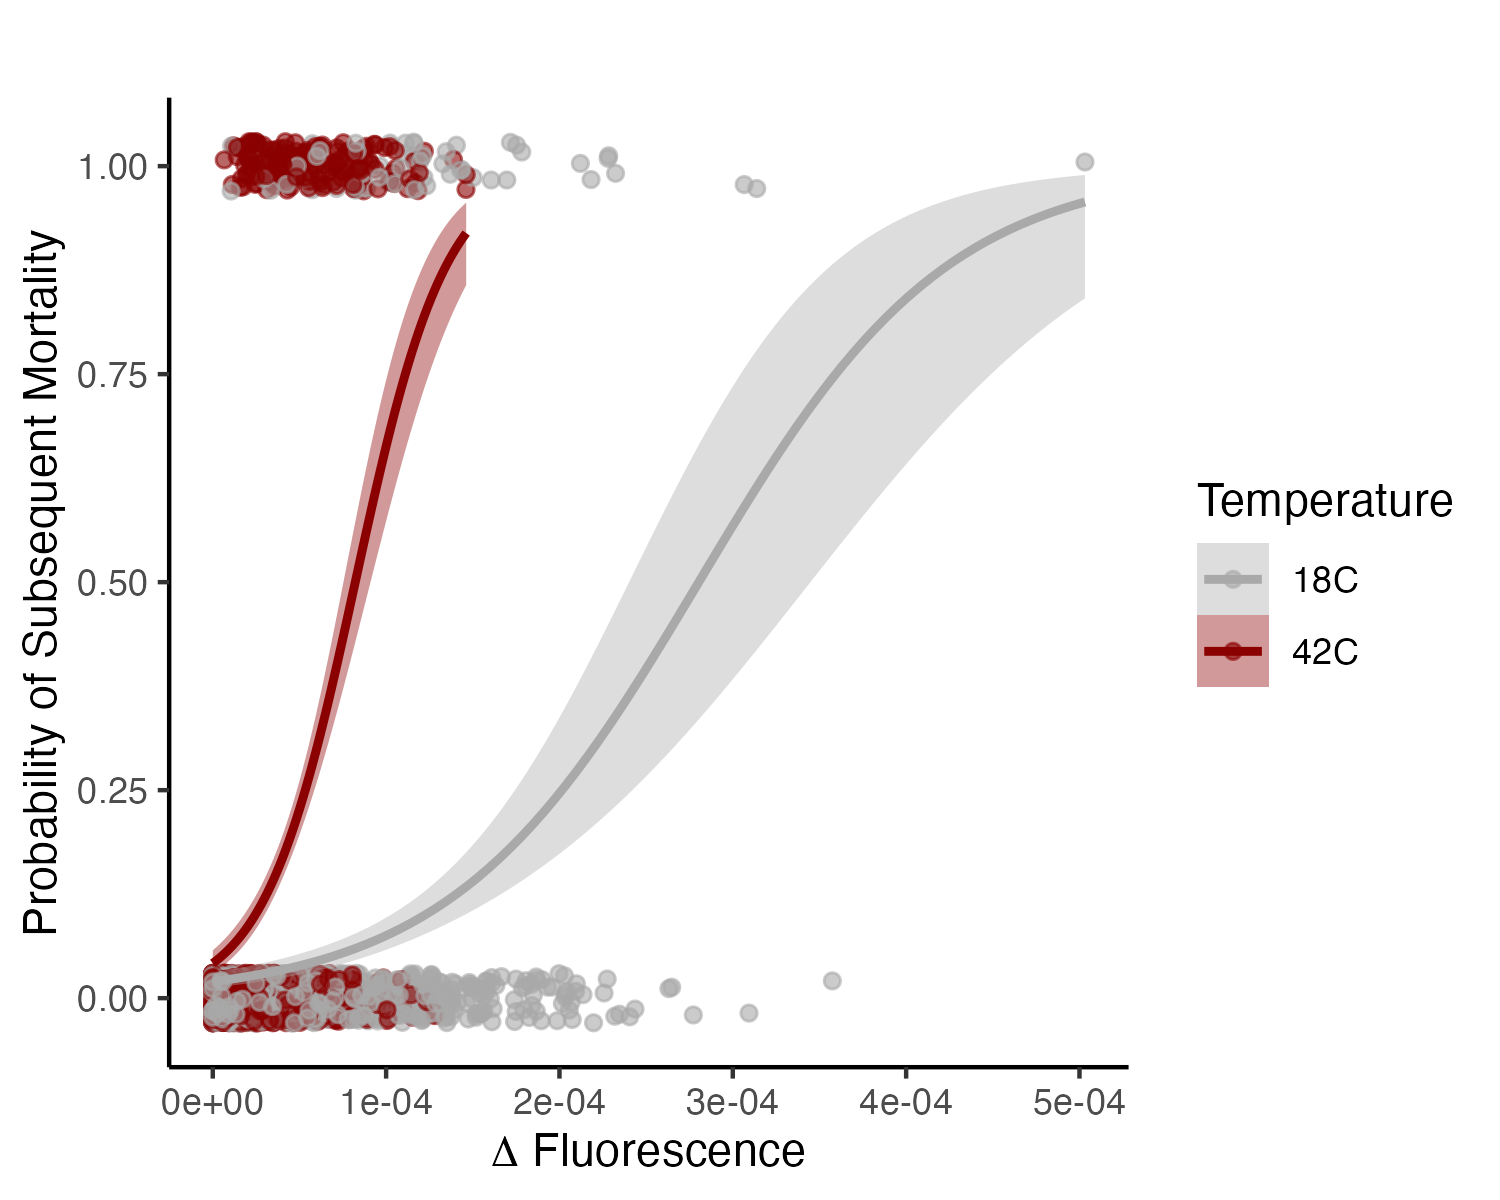 Probability of Subsequent Mortality
1.00
0.75
0.50
0.25
0.00
0e+00 1e-04 2e-04 3e-04 4e-04 5e-04
Δ Fluorescence
Temperature
18C
42C